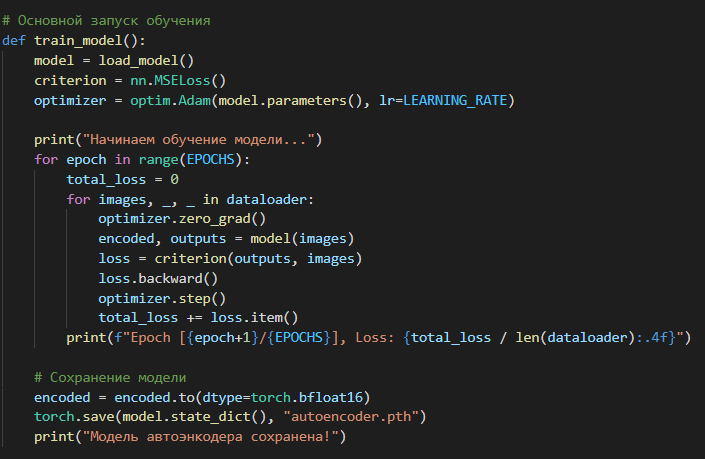 # Основной запуск обучения
def train_model():
    model = load_model()
    criterion = nn.MSELoss()
    optimizer = optim.Adam(model.parameters(), lr=LEARNING_RATE)

    print("Начинаем обучение модели...")
    for epoch in range(EPOCHS):
        total_loss = 0
        for images, _, _ in dataloader:
            optimizer.zero_grad()
            encoded, outputs = model(images)
            loss = criterion(outputs, images)
            loss.backward()
            optimizer.step()
            total_loss += loss.item()
        print(f"Epoch [{epoch+1}/{EPOCHS}], Loss: {total_loss / len(dataloader):.4f}")

    # Сохранение модели
    encoded = encoded.to(dtype=torch.bfloat16)
    torch.save(model.state_dict(), "autoencoder.pth")
    print("Модель автоэнкодера сохранена!")